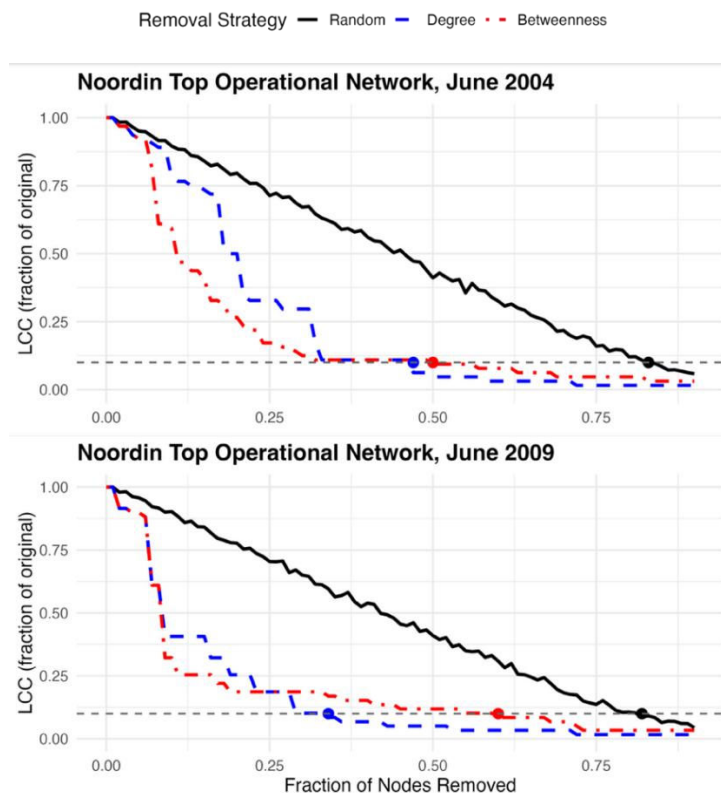 Removal Strategy Random Degree Betweenness
Noordin Top Operational Network, June 2004
LCC (fraction of original)
1.00
0.75
0.50
0.25
0.00
0.00 0.25 0.50 0.75
Noordin Top Operational Network, June 2009
LCC (fraction of original)
1.00
0.75
0.50
0.25
0.00
0.00 0.25 0.50 0.75
Fraction of Nodes Removed